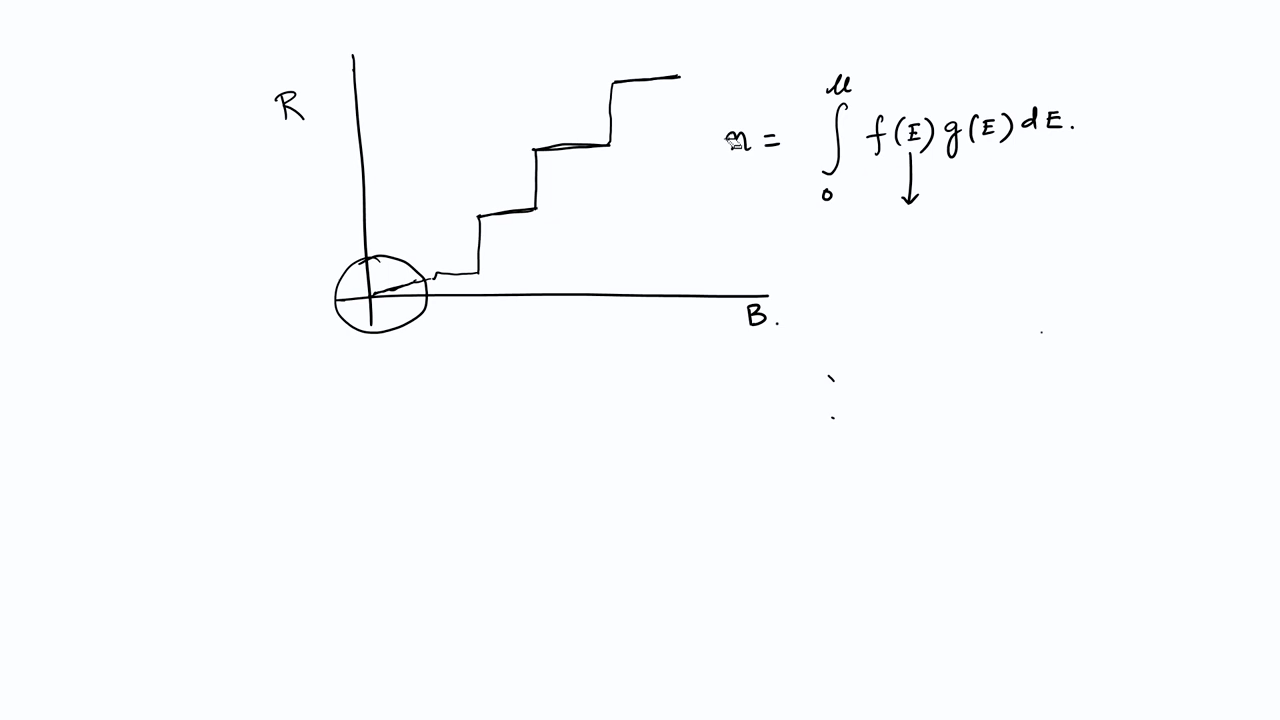 R
n = ∫₀^μ f(E) g(E) dE.
B.